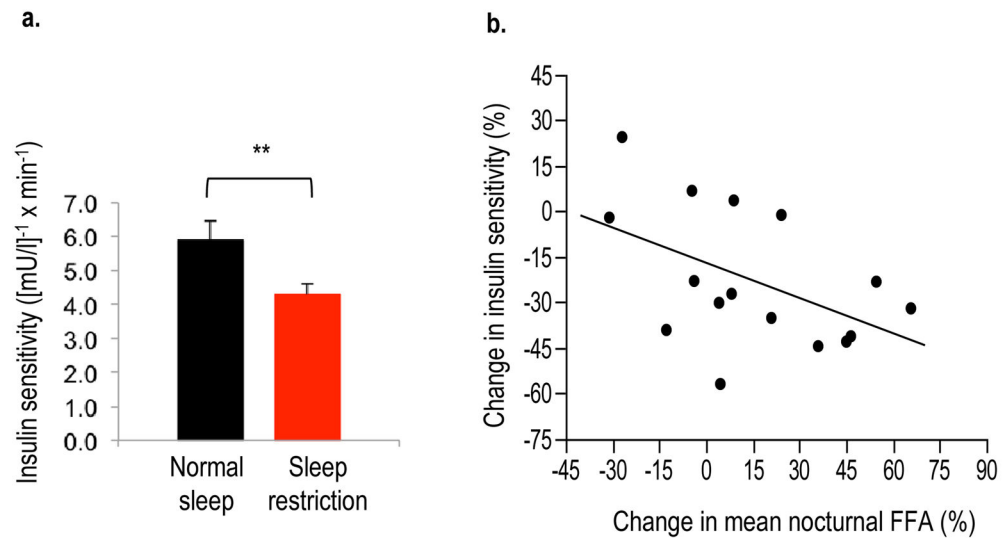 a.
**
Insulin sensitivity ([mU/l]-1 x min-1)
7.0
6.0
5.0
4.0
3.0
2.0
1.0
0.0
Normal
sleep
Sleep
restriction
b.
Change in insulin sensitivity (%)
45
30
15
0
-15
-30
-45
-60
-75
-45 -30 -15 0 15 30 45 60 75 90
Change in mean nocturnal FFA (%)